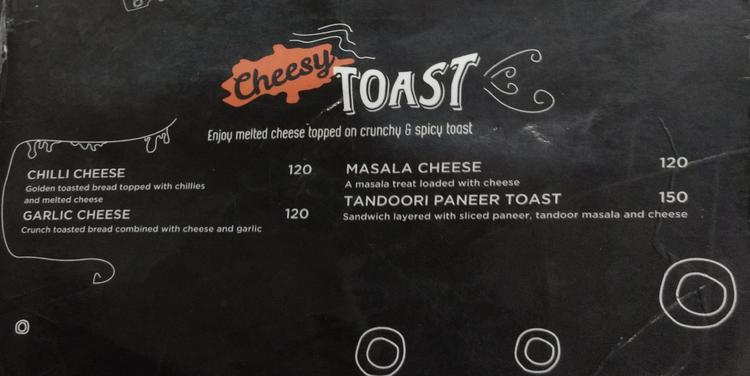 Cheesy TOAST
Enjoy melted cheese topped on crunchy & spicy toast
CHILLI CHEESE 120
Golden toasted bread topped with chillies
and melted cheese
GARLIC CHEESE 120
Crunch toasted bread combined with cheese and garlic
MASALA CHEESE 120
A masala treat loaded with cheese
TANDOORI PANEER TOAST 150
Sandwich layered with sliced paneer, tandoor masala and cheese